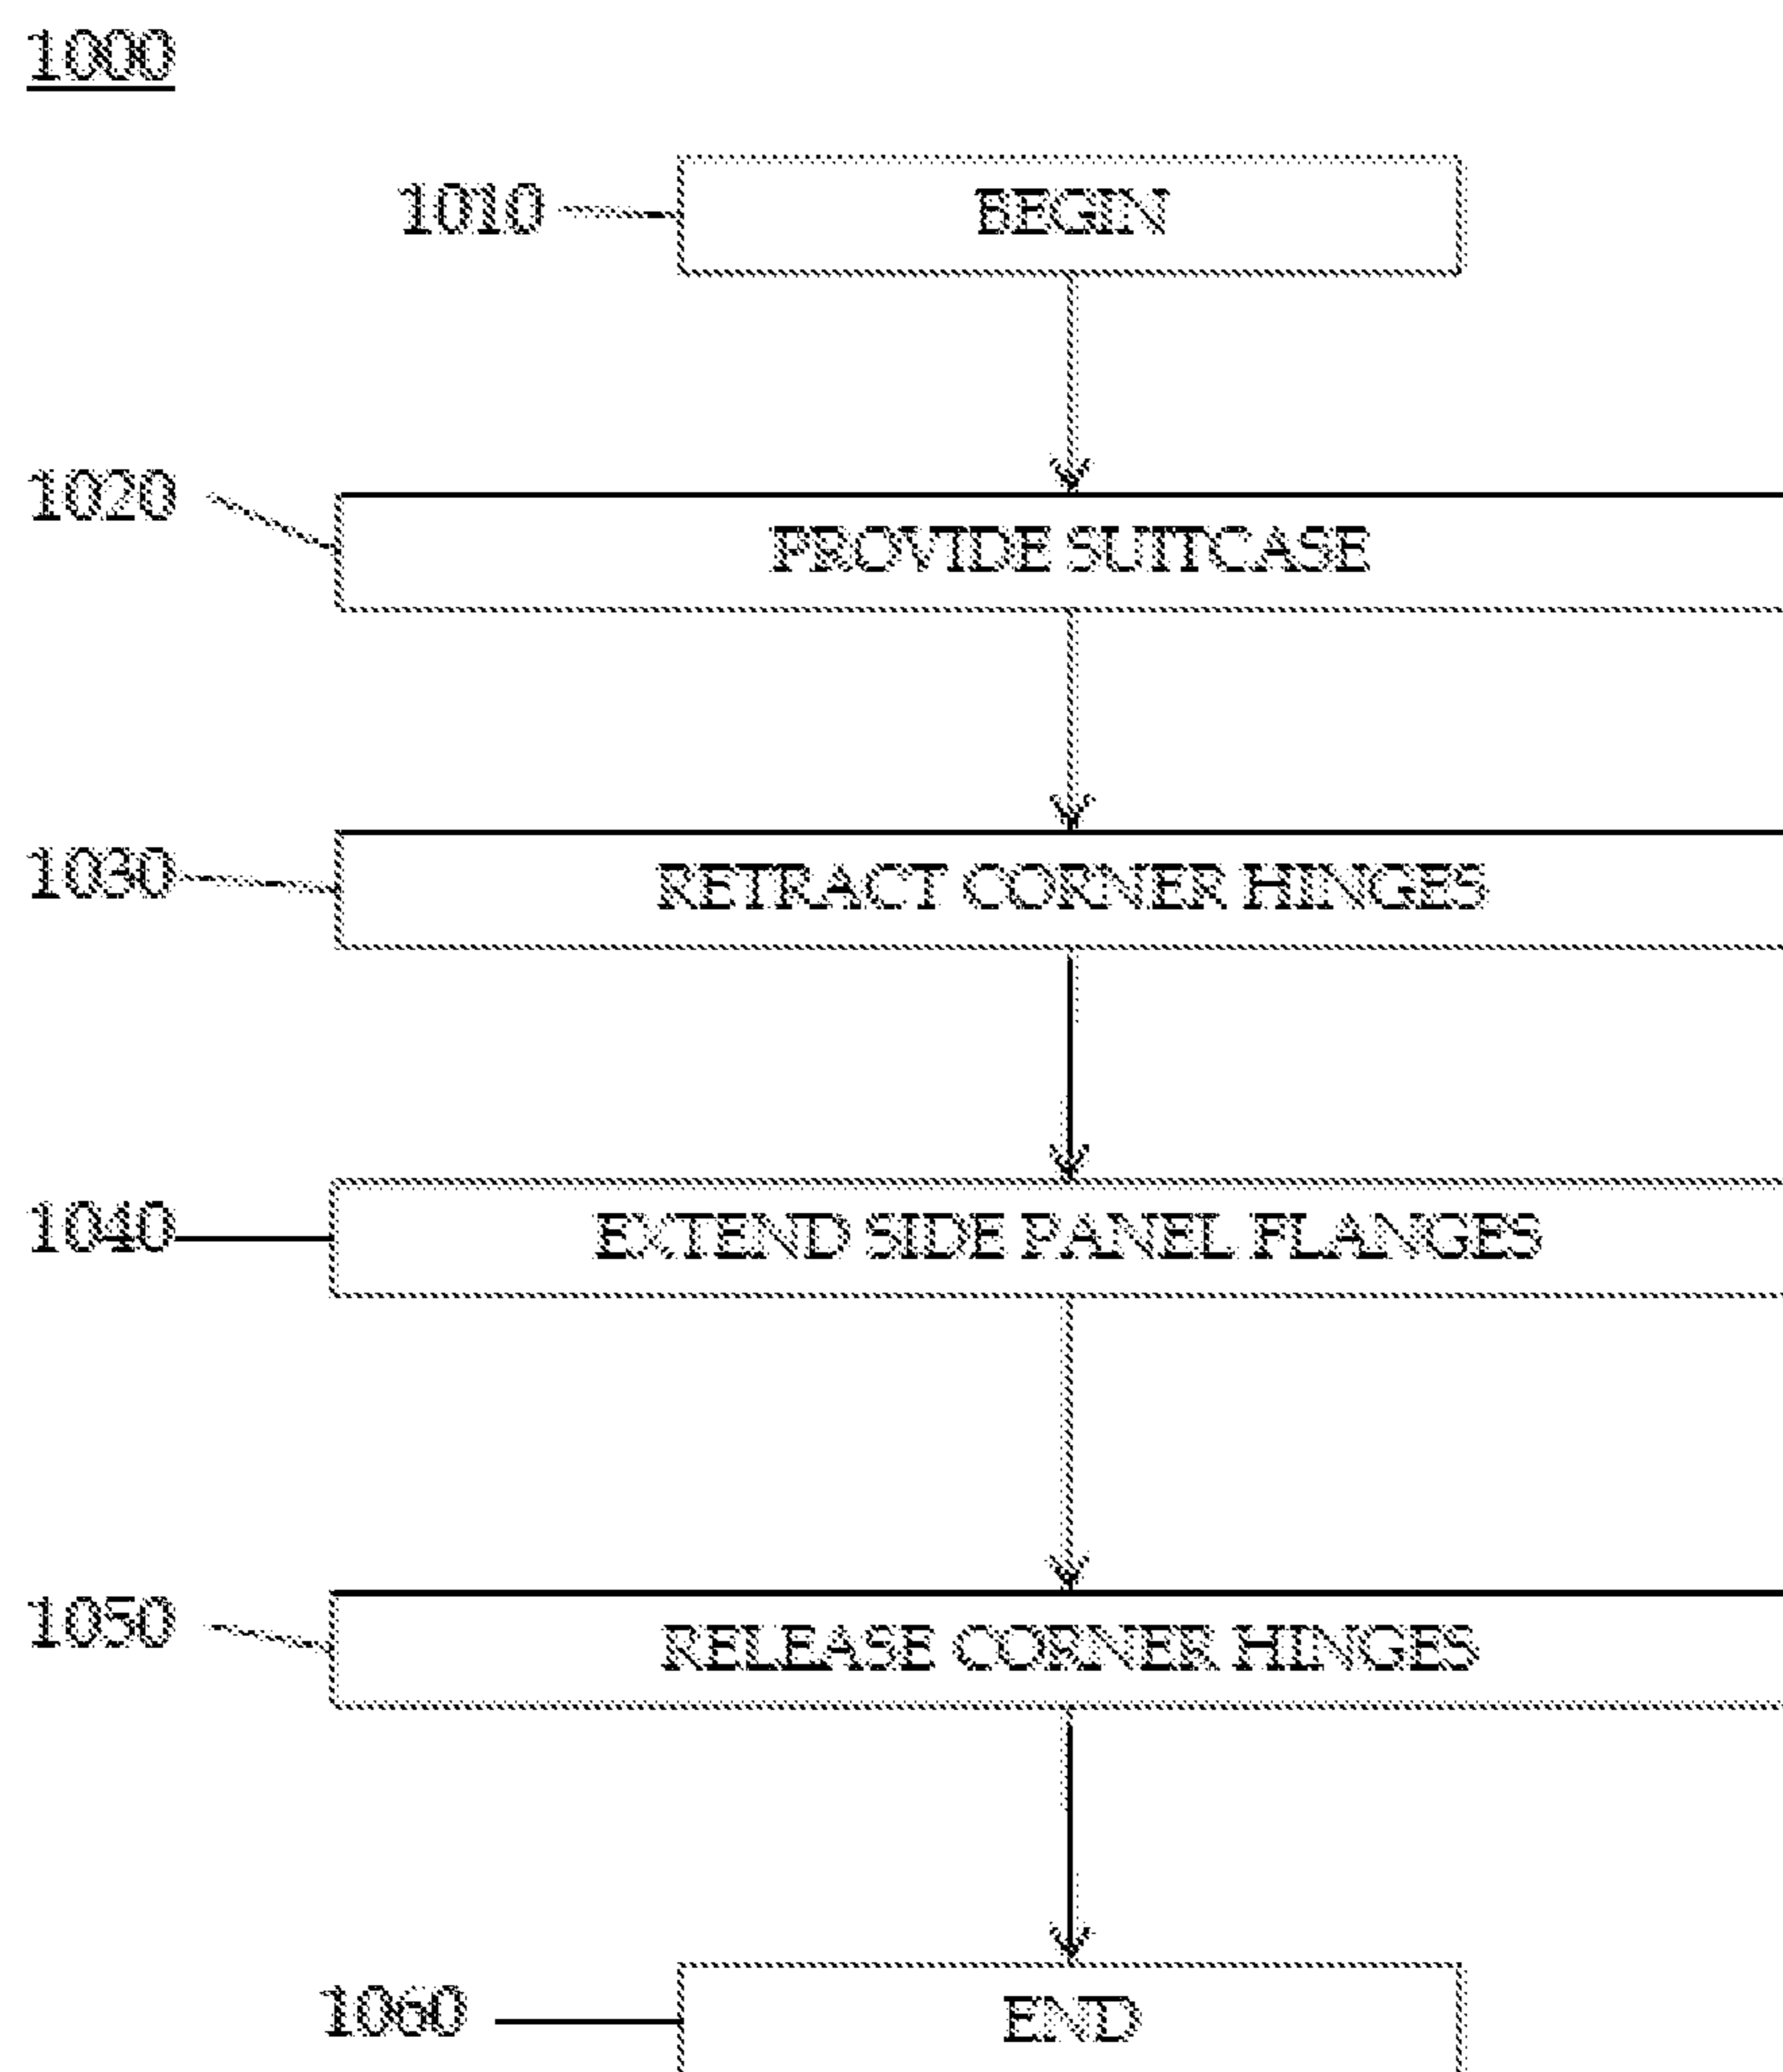 1000
1010 BEGIN
1020 PROVIDE SUITCASE
1030 RETRACT CORNER HINGES
1040 EXTEND SIDE PANEL FLANGES
1050 RELEASE CORNER HINGES
1060 END